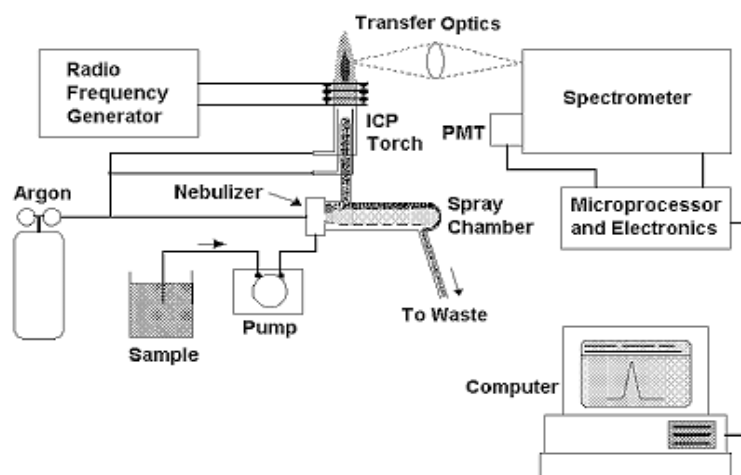 Transfer Optics
Radio
Frequency
Generator
Spectrometer
ICP
Torch
PMT
Argon
Nebulizer
Spray
Chamber
Microprocessor
and Electronics
Pump
To Waste
Sample
Computer